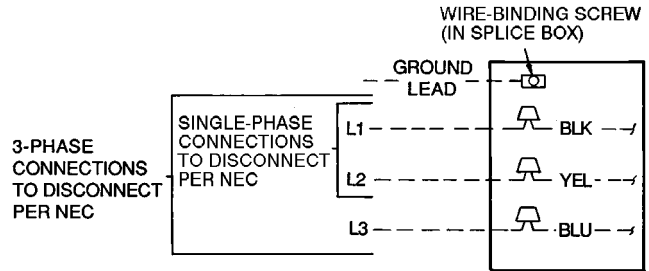 WIRE-BINDING SCREW
(IN SPLICE BOX)
GROUND
LEAD
3-PHASE
CONNECTIONS
TO DISCONNECT
PER NEC
SINGLE-PHASE
CONNECTIONS
TO DISCONNECT
PER NEC
L1
BLK
L2
YEL
L3
BLU